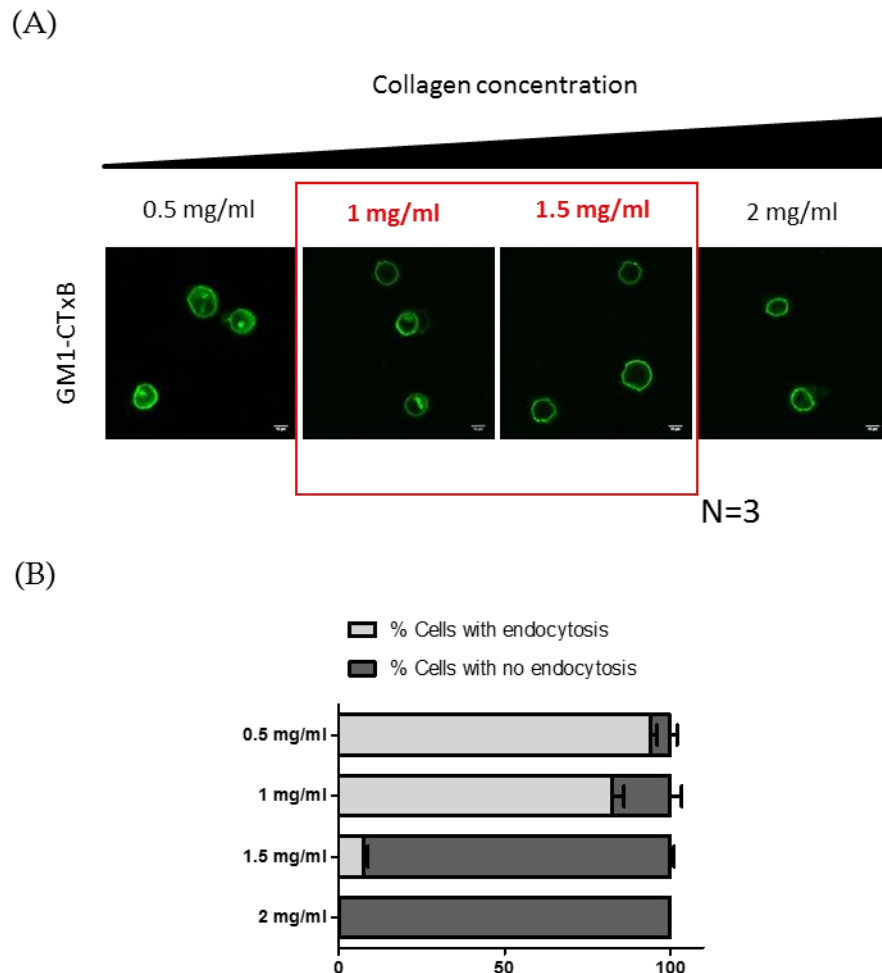 (A)
Collagen concentration
0.5 mg/ml
1 mg/ml
1.5 mg/ml
2 mg/ml
GM1-CTxB
N=3
(B)
% Cells with endocytosis
% Cells with no endocytosis
0.5 mg/ml
1 mg/ml
1.5 mg/ml
2 mg/ml
0
50
100